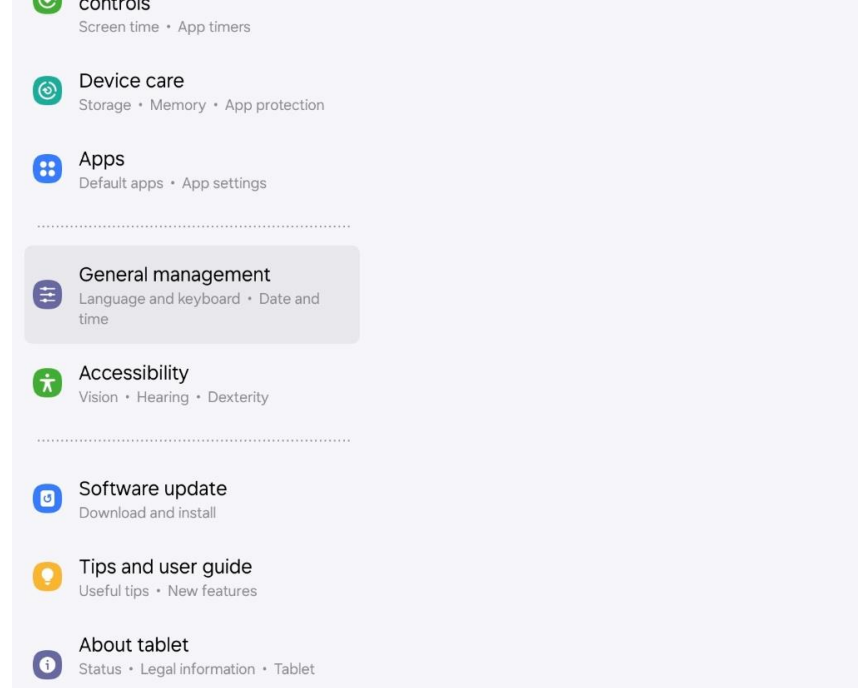 controls
Screen time • App timers
Device care
Storage • Memory • App protection
Apps
Default apps • App settings
General management
Language and keyboard • Date and
time
Accessibility
Vision • Hearing • Dexterity
Software update
Download and install
Tips and user guide
Useful tips • New features
About tablet
Status • Legal information • Tablet